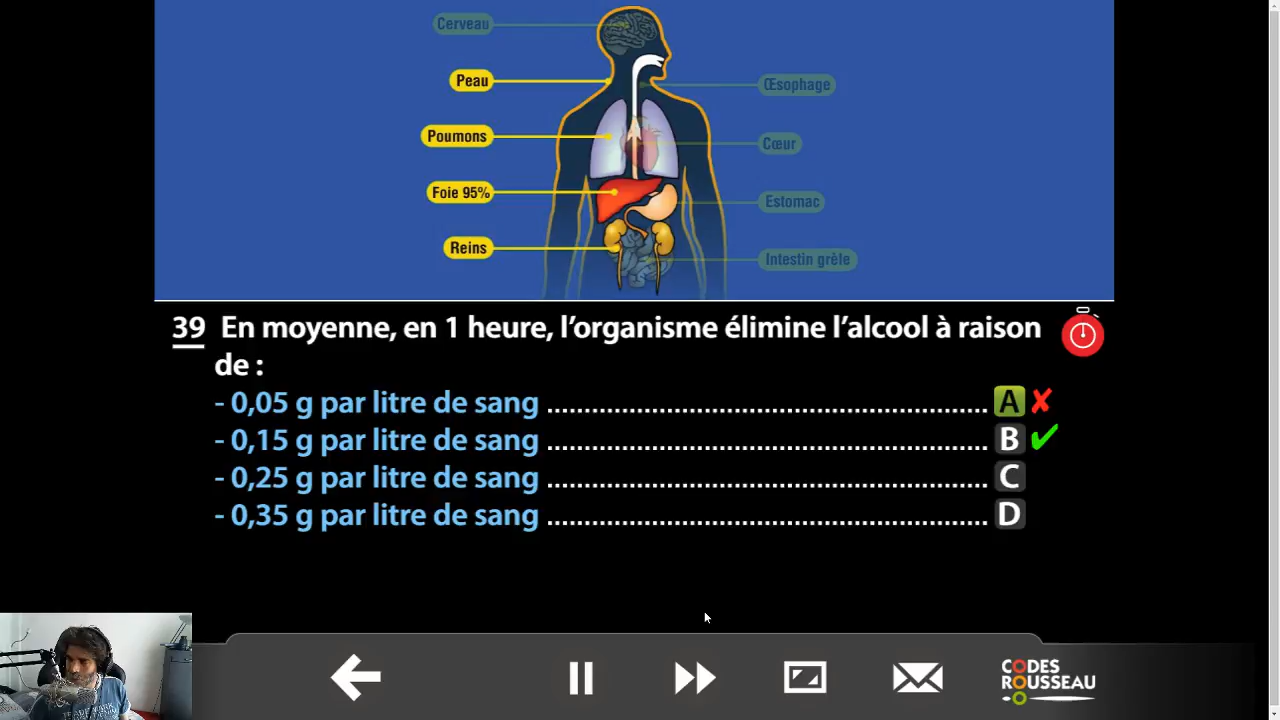 Cerveau
Peau
Œsophage
Poumons
Cœur
Foie 95%
Estomac
Reins
Intestin grêle
39 En moyenne, en 1 heure, l'organisme élimine l'alcool à raison
de :
- 0,05 g par litre de sang ........................................................ A ✘
- 0,15 g par litre de sang ........................................................ B ✔
- 0,25 g par litre de sang ........................................................ C
- 0,35 g par litre de sang ........................................................ D
CODES
ROUSSEAU